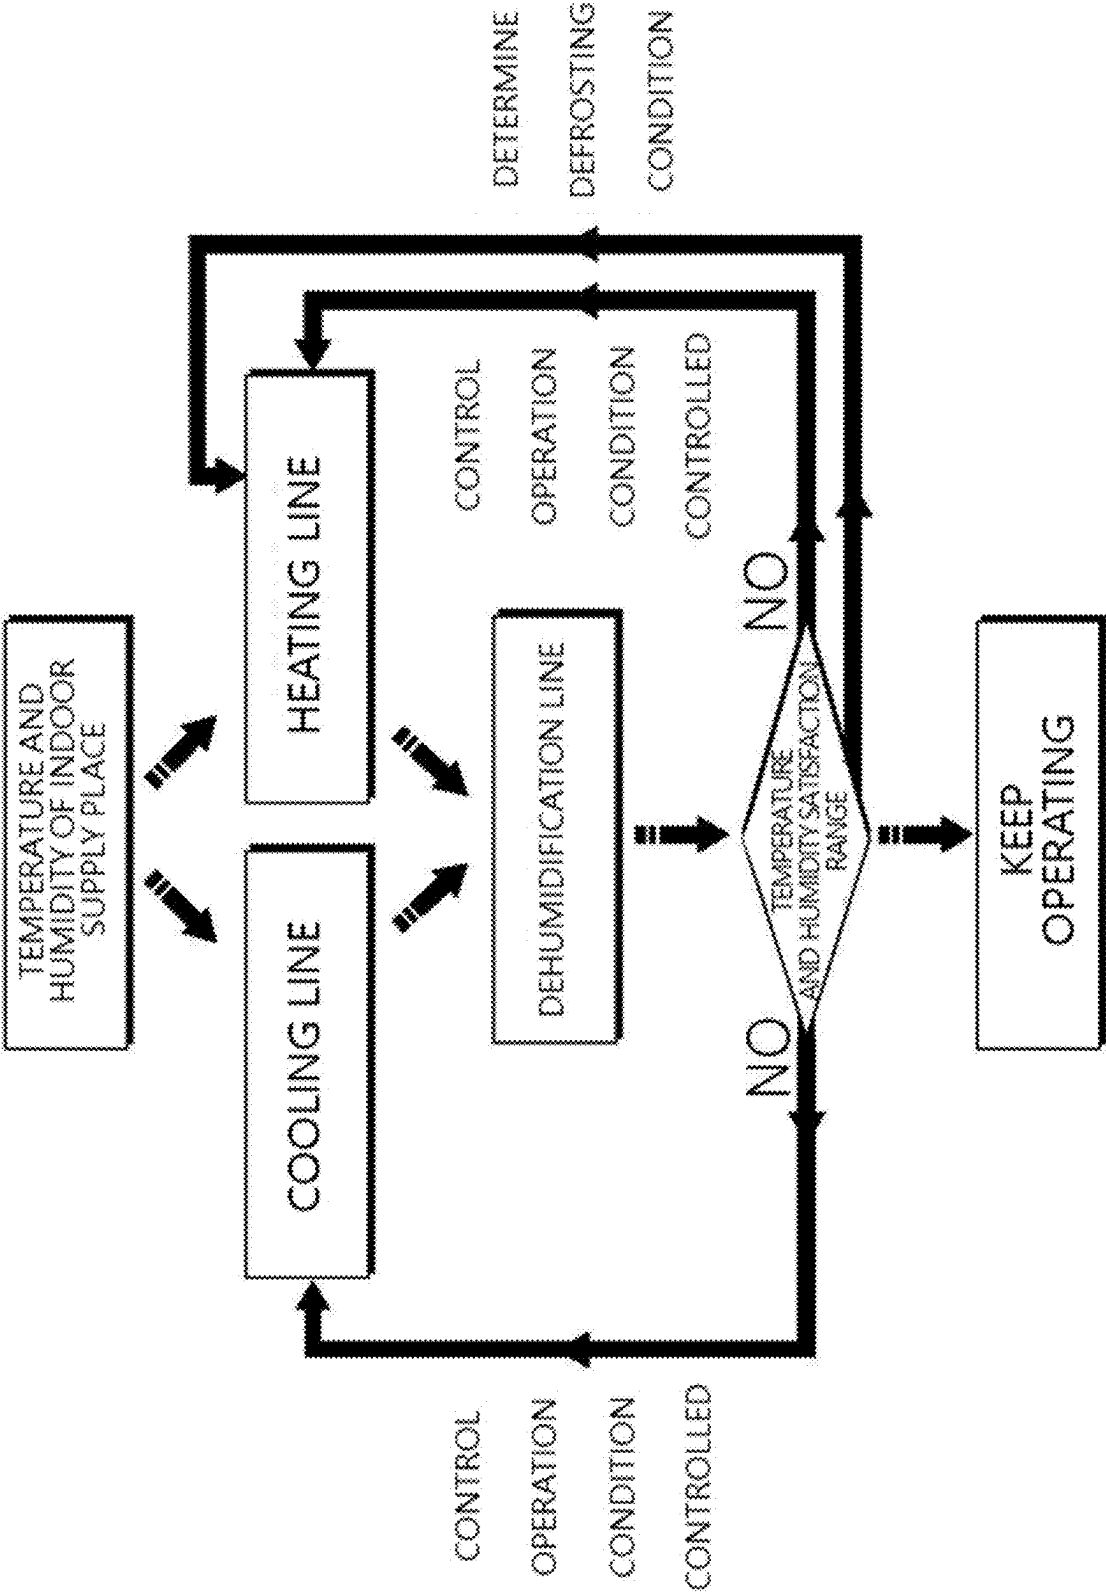 TEMPERATURE AND
HUMIDITY OF INDOOR
SUPPLY PLACE
COOLING LINE
HEATING LINE
DEHUMIDIFICATION LINE
CONTROL
OPERATION
CONDITION
CONTROLLED
CONTROL
OPERATION
CONDITION
CONTROLLED
DETERMINE
DEFROSTING
CONDITION
NO
TEMPERATURE
AND HUMIDITY SATISFACTION
RANGE
NO
KEEP
OPERATING